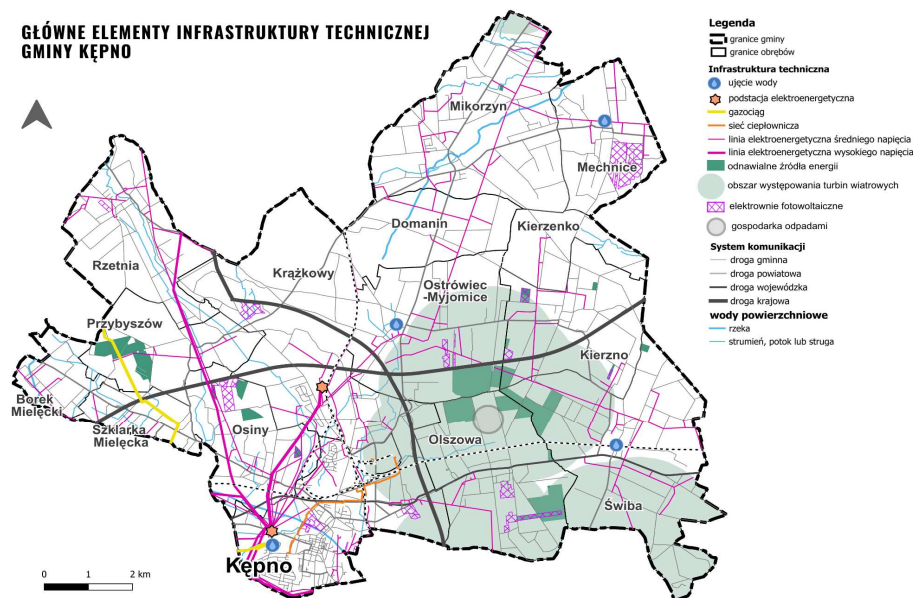 GŁÓWNE ELEMENTY INFRASTRUKTURY TECHNICZNEJ
GMINY KĘPNO
Legenda
granice gminy
granice obrębów
Infrastruktura techniczna
ujęcie wody
podstacja elektroenergetyczna
gazociąg
sieć ciepłownicza
linia elektroenergetyczna średniego napięcia
linia elektroenergetyczna wysokiego napięcia
odnawialne źródła energii
obszar występowania turbin wiatrowych
elektrownie fotowoltaiczne
gospodarka odpadami
System komunikacji
droga gminna
droga powiatowa
droga wojewódzka
droga krajowa
wody powierzchniowe
rzeka
strumień, potok lub struga
Mikorzyn
Mechnice
Domanin
Kierzenko
Rzetnia
Krążkowy
Ostrówiec
-Myjomice
Przybyszów
Kierzno
Borek
Mielęcki
Szklarka
Mielęcka
Osiny
Olszowa
Świba
Kępno
0 1 2 km